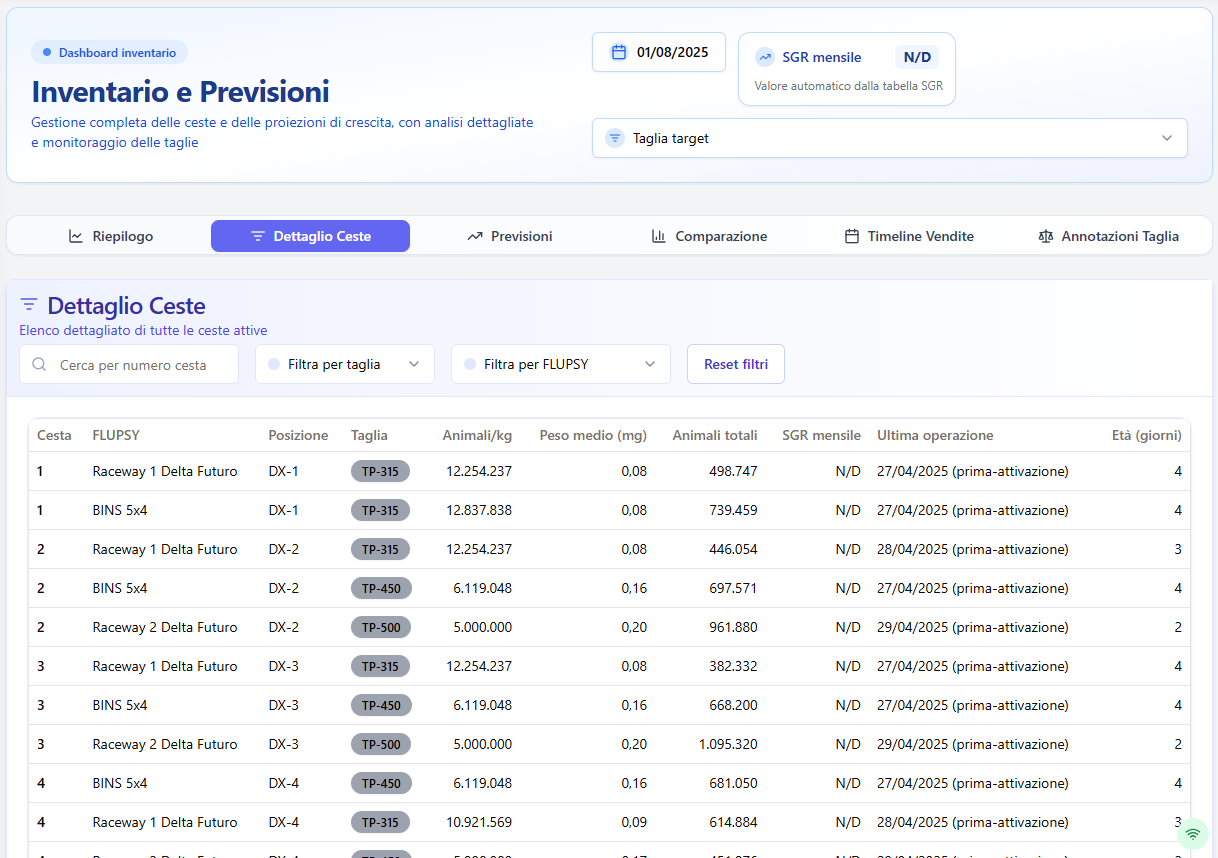 Dashboard inventario
Inventario e Previsioni
Gestione completa delle ceste e delle proiezioni di crescita, con analisi dettagliate
e monitoraggio delle taglie
01/08/2025
SGR mensile N/D
Valore automatico dalla tabella SGR
Taglia target
Riepilogo Dettaglio Ceste Previsioni Comparazione Timeline Vendite Annotazioni Taglia
Dettaglio Ceste
Elenco dettagliato di tutte le ceste attive
Cerca per numero cesta Filtra per taglia Filtra per FLUPSY Reset filtri
Cesta FLUPSY Posizione Taglia Animali/kg Peso medio (mg) Animali totali SGR mensile Ultima operazione Età (giorni)
1 Raceway 1 Delta Futuro DX-1 TP-315 12.254.237 0,08 498.747 N/D 27/04/2025 (prima-attivazione) 4
1 BINS 5x4 DX-1 TP-315 12.837.838 0,08 739.459 N/D 27/04/2025 (prima-attivazione) 4
2 Raceway 1 Delta Futuro DX-2 TP-315 12.254.237 0,08 446.054 N/D 28/04/2025 (prima-attivazione) 3
2 BINS 5x4 DX-2 TP-450 6.119.048 0,16 697.571 N/D 27/04/2025 (prima-attivazione) 4
2 Raceway 2 Delta Futuro DX-2 TP-500 5.000.000 0,20 961.880 N/D 29/04/2025 (prima-attivazione) 2
3 Raceway 1 Delta Futuro DX-3 TP-315 12.254.237 0,08 382.332 N/D 27/04/2025 (prima-attivazione) 4
3 BINS 5x4 DX-3 TP-450 6.119.048 0,16 668.200 N/D 27/04/2025 (prima-attivazione) 4
3 Raceway 2 Delta Futuro DX-3 TP-500 5.000.000 0,20 1.095.320 N/D 29/04/2025 (prima-attivazione) 2
4 BINS 5x4 DX-4 TP-450 6.119.048 0,16 681.050 N/D 27/04/2025 (prima-attivazione) 4
4 Raceway 1 Delta Futuro DX-4 TP-315 10.921.569 0,09 614.884 N/D 28/04/2025 (prima-attivazione) 3